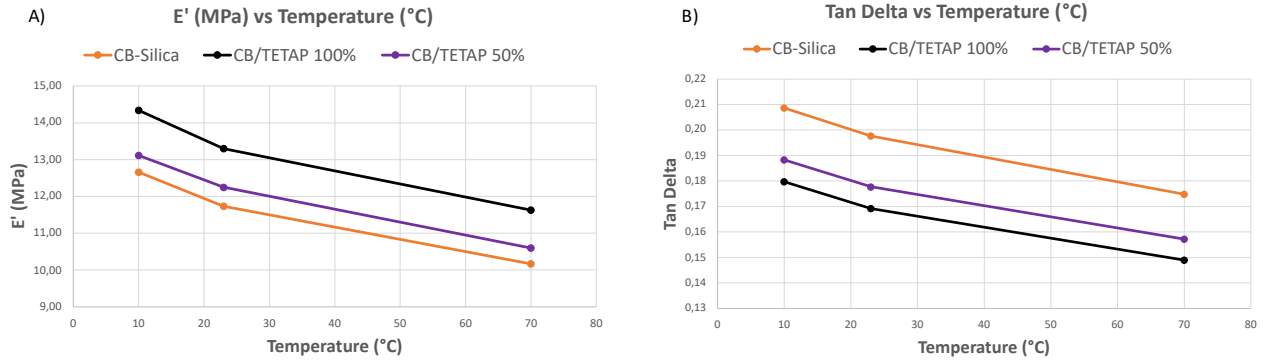 A)
E' (MPa) vs Temperature (°C)
CB-Silica CB/TETAP 100% CB/TETAP 50%
15,00
14,00
13,00
12,00
11,00
10,00
9,00
E' (MPa)
0 10 20 30 40 50 60 70 80
Temperature (°C)
B)
Tan Delta vs Temperature (°C)
CB-Silica CB/TETAP 100% CB/TETAP 50%
0,22
0,21
0,20
0,19
0,18
0,17
0,16
0,15
0,14
0,13
Tan Delta
0 10 20 30 40 50 60 70 80
Temperature (°C)